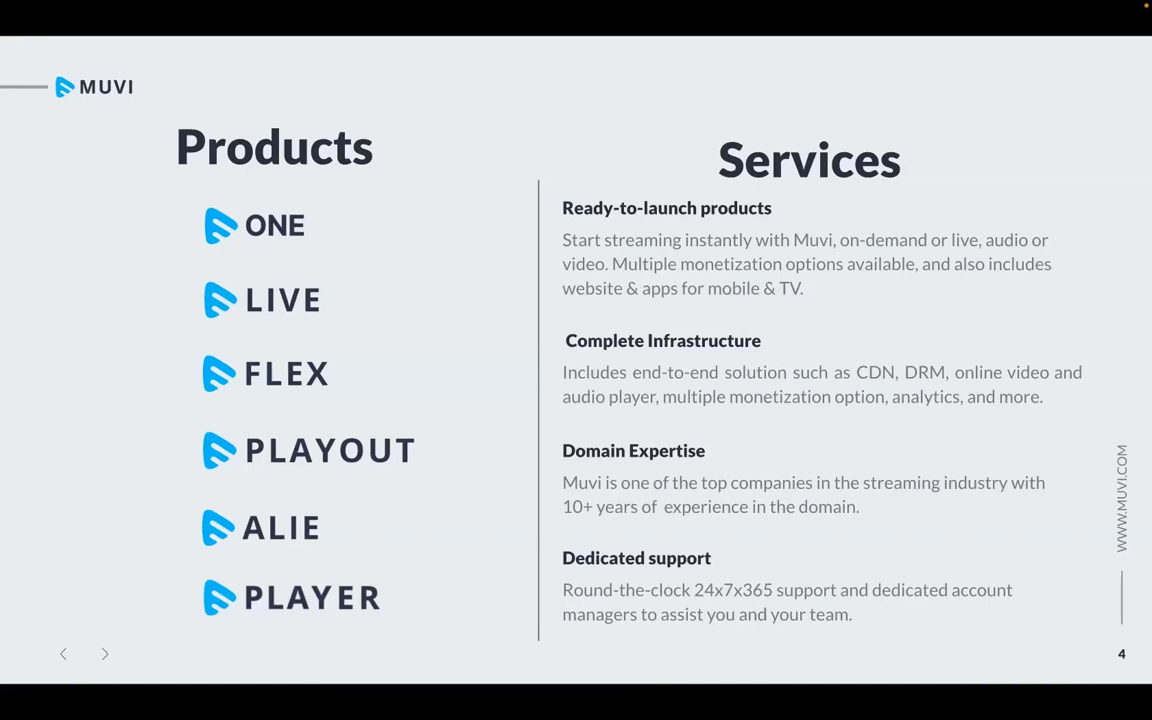 MUVI
Products
ONE
LIVE
FLEX
PLAYOUT
ALIE
PLAYER
Services
Ready-to-launch products
Start streaming instantly with Muvi, on-demand or live, audio or
video. Multiple monetization options available, and also includes
website & apps for mobile & TV.
Complete Infrastructure
Includes end-to-end solution such as CDN, DRM, online video and
audio player, multiple monetization option, analytics, and more.
Domain Expertise
Muvi is one of the top companies in the streaming industry with
10+ years of experience in the domain.
Dedicated support
Round-the-clock 24x7x365 support and dedicated account
managers to assist you and your team.
WWW.MUVI.COM
4